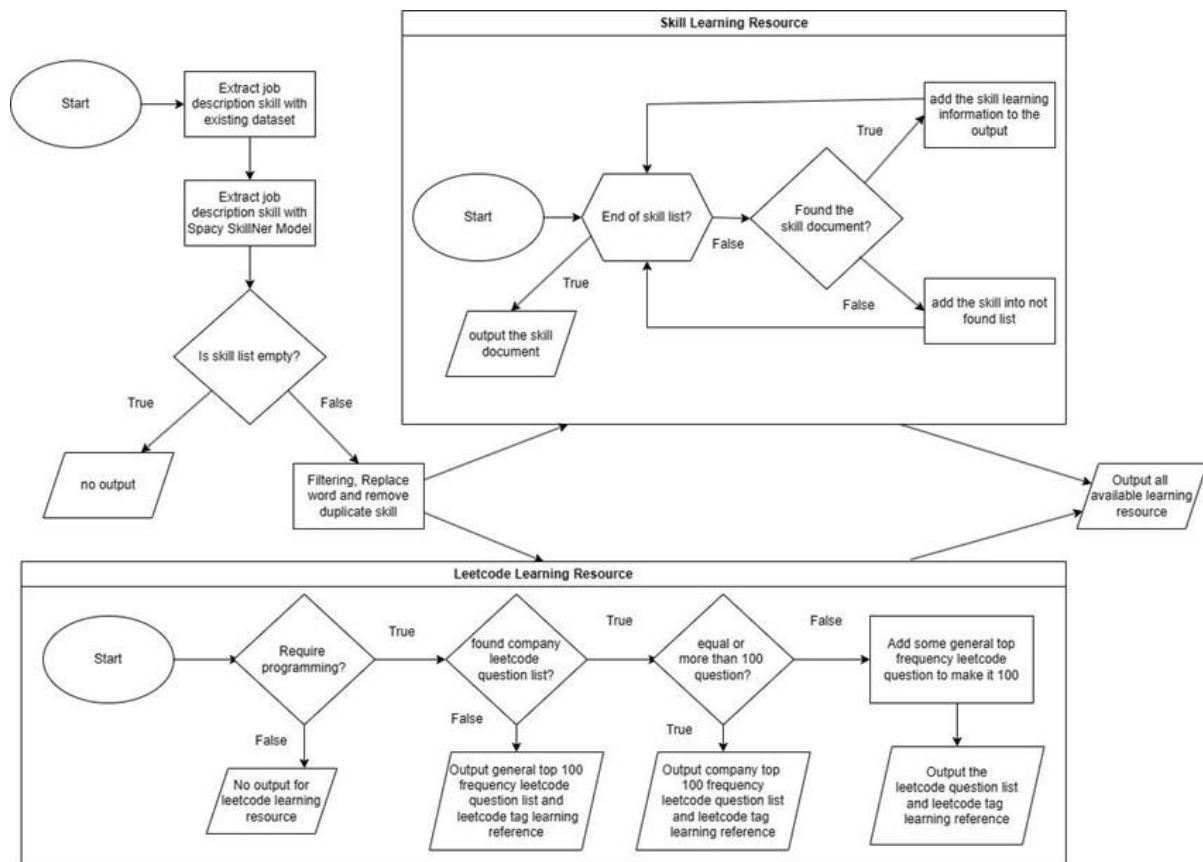 Skill Learning Resource
Start
Extract job
description skill with
existing dataset
Extract job
description skill with
Spacy SkillNer Model
Is skill list empty?
True
False
no output
Filtering, Replace
word and remove
duplicate skill
Start
End of skill list?
False
True
output the skill
document
Found the
skill document?
True
add the skill learning
information to the
output
False
add the skill into not
found list
Output all
available learning
resource
Leetcode Learning Resource
Start
Require
programming?
True
False
No output for
leetcode learning
resource
found company
leetcode
question list?
True
False
Output general top 100
frequency leetcode
question list and
leetcode tag learning
reference
equal or
more than 100
question?
False
True
Output company top
100 frequency
leetcode question list
and leetcode tag
learning reference
Add some general top
frequency leetcode
question to make it 100
Output the
leetcode question list
and leetcode tag
learning reference